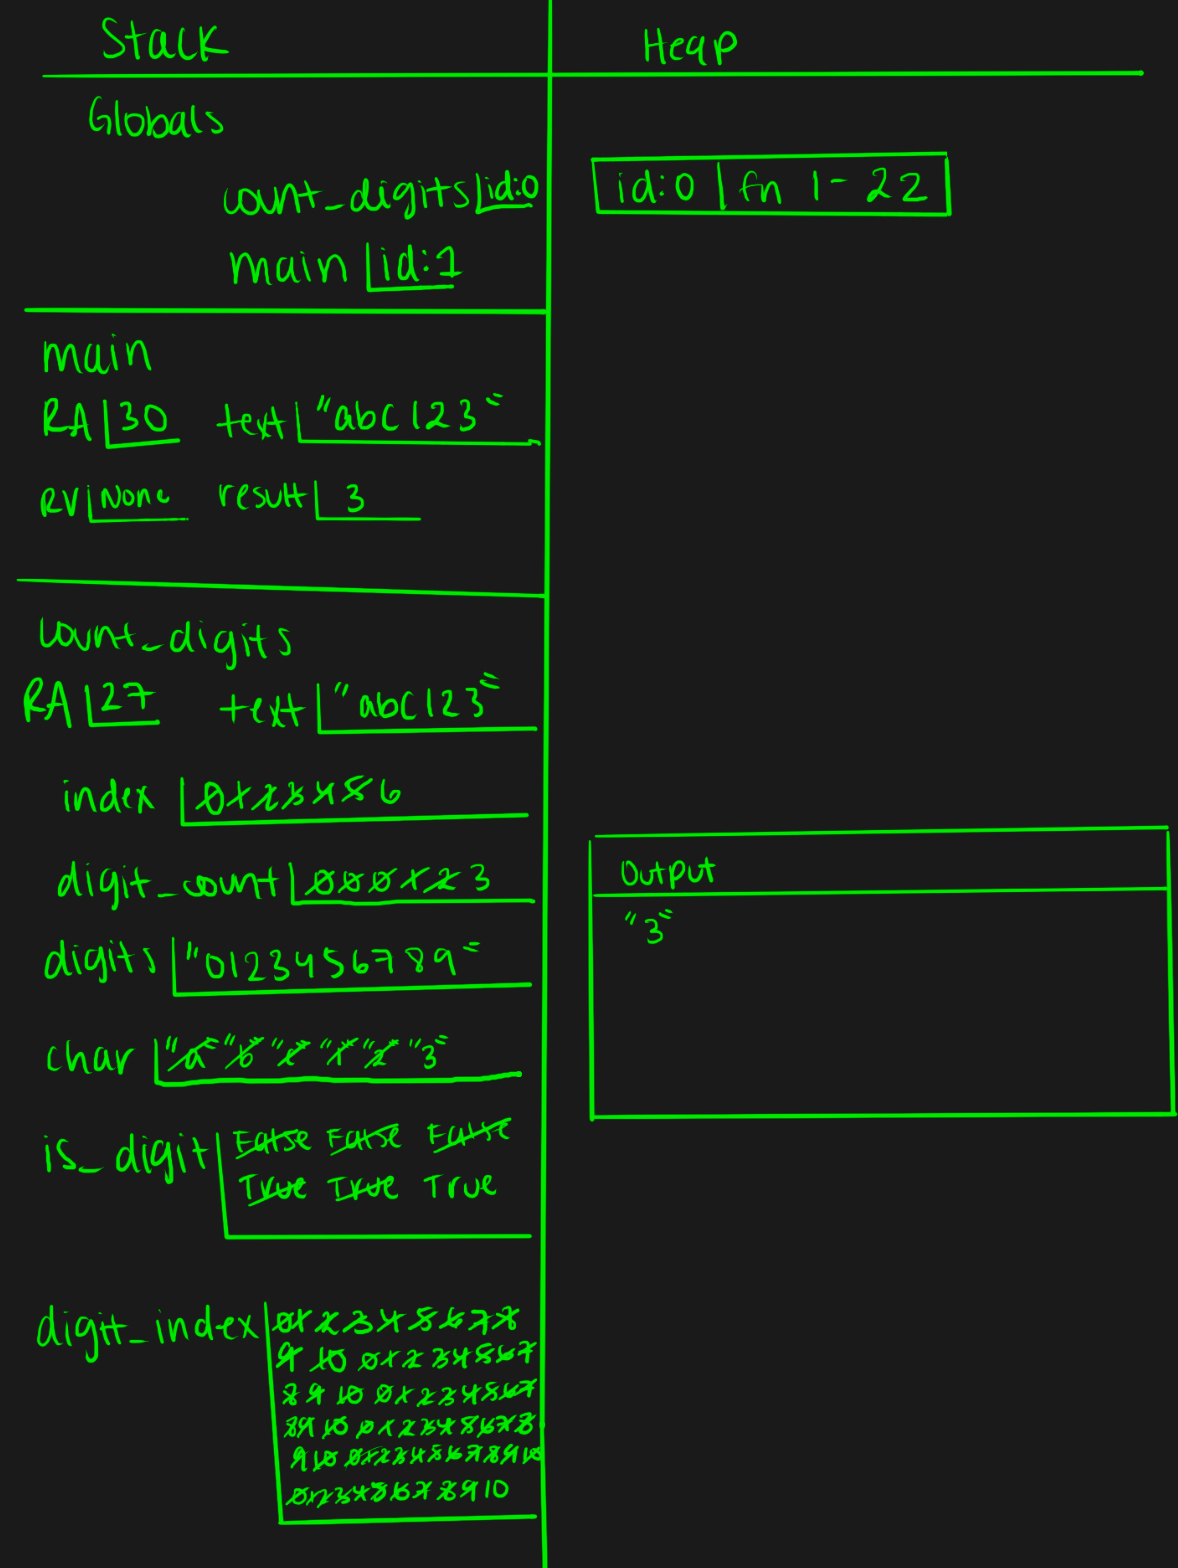 Stack
Heap
Globals
count_digits id:0
id:0 fn 1-22
main id:1
main
RA 30 text "abc123"
RV None result 3
count_digits
RA 27 text "abc123"
index 0 1 2 3 4 5 6
digit_count 0 0 0 1 2 3
Output
"3"
digits "0123456789"
char "a" "b" "c" "1" "2" "3"
is_digit False False False
True True True
digit_index 0 1 2 3 4 5 6 7 8
9 10 0 1 2 3 4 5 6 7
8 9 10 0 1 2 3 4 5 6 7
8 9 10 0 1 2 3 4 5 6 7 8
9 10 0 1 2 3 4 5 6 7 8 9 10
0 1 2 3 4 5 6 7 8 9 10